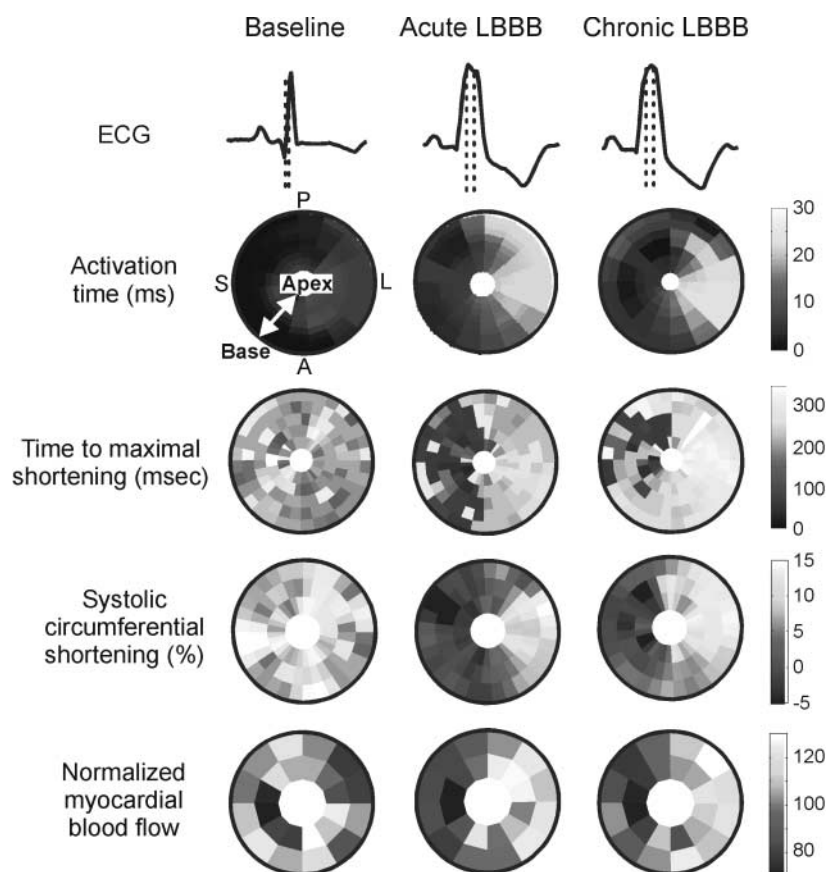 Baseline Acute LBBB Chronic LBBB
ECG
P
S
Apex
L
Base
A
Activation
time (ms)
30
20
10
0
Time to maximal
shortening (msec)
300
200
100
0
Systolic
circumferential
shortening (%)
15
10
5
0
-5
Normalized
myocardial
blood flow
120
100
80